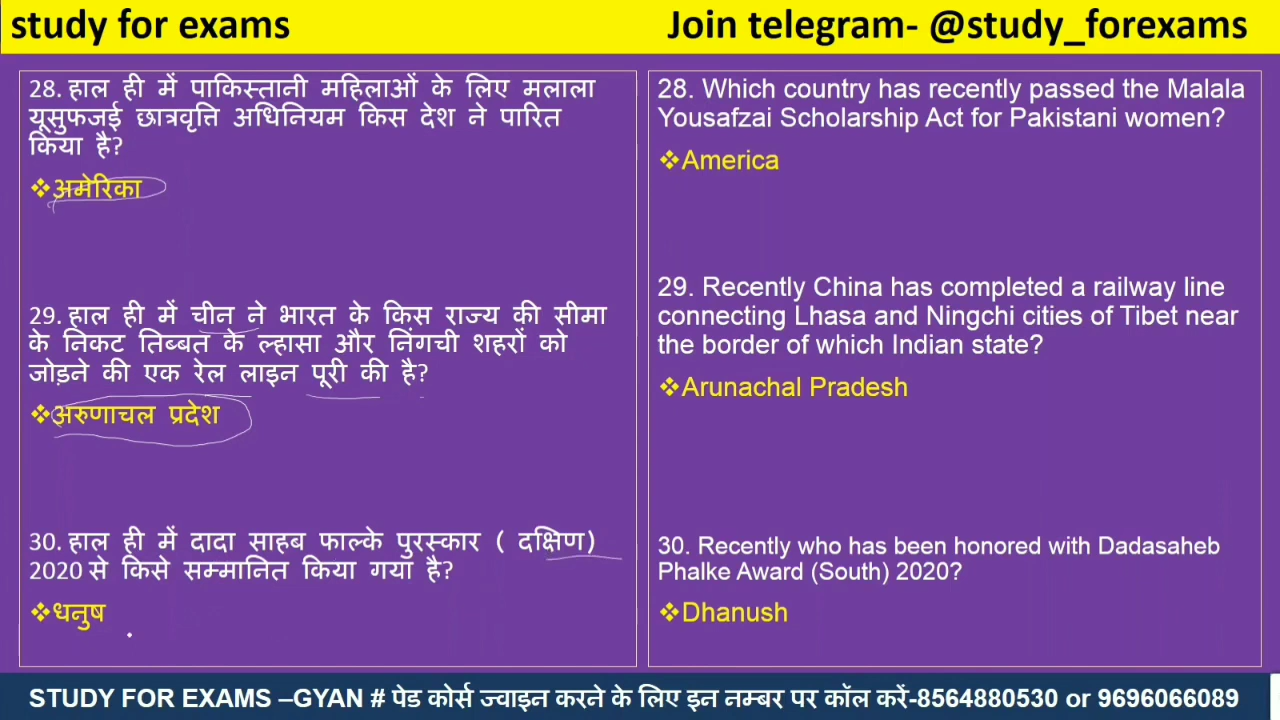 study for exams
Join telegram- @study_forexams
28. हाल ही में पाकिस्तानी महिलाओं के लिए मलाला
यूसुफजई छात्रवृत्ति अधिनियम किस देश ने पारित
किया है?
❖अमेरिका
29. हाल ही में चीन ने भारत के किस राज्य की सीमा
के निकट तिब्बत के ल्हासा और निंगची शहरों को
जोड़ने की एक रेल लाइन पूरी की है?
❖अरुणाचल प्रदेश
30. हाल ही में दादा साहब फाल्के पुरस्कार ( दक्षिण)
2020 से किसे सम्मानित किया गया है?
❖धनुष
28. Which country has recently passed the Malala
Yousafzai Scholarship Act for Pakistani women?
❖America
29. Recently China has completed a railway line
connecting Lhasa and Ningchi cities of Tibet near
the border of which Indian state?
❖Arunachal Pradesh
30. Recently who has been honored with Dadasaheb
Phalke Award (South) 2020?
❖Dhanush
STUDY FOR EXAMS –GYAN # पेड कोर्स ज्वाइन करने के लिए इन नम्बर पर कॉल करें-8564880530 or 9696066089